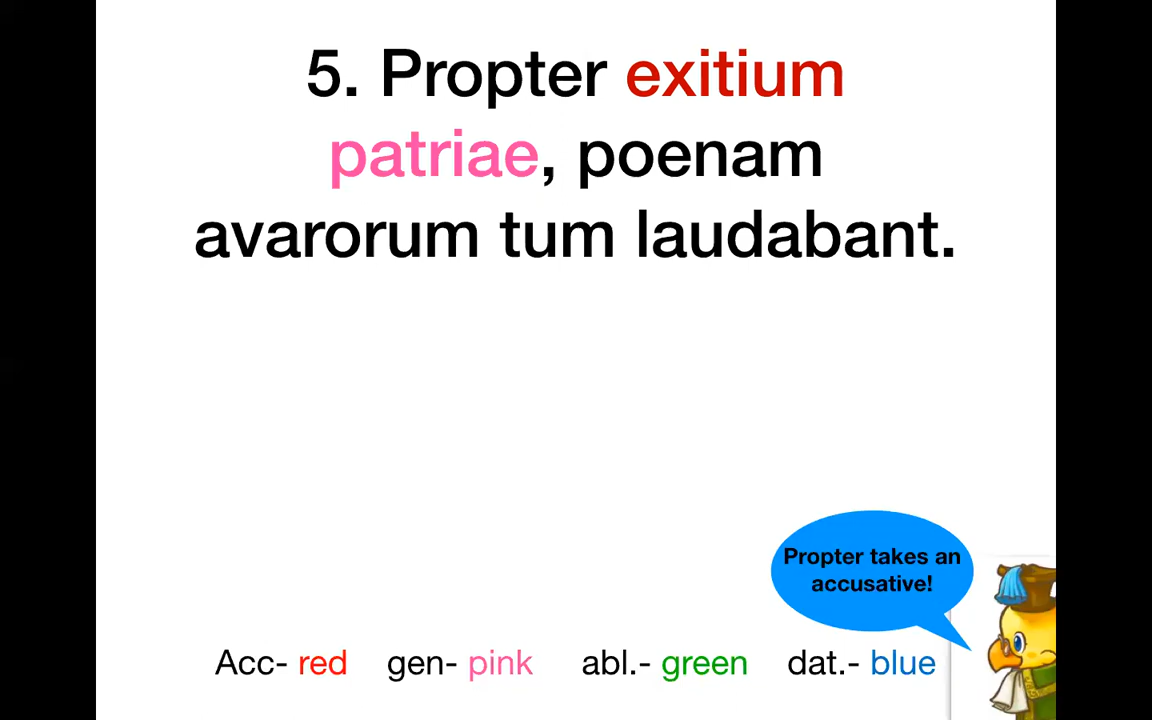 5. Propter exitium
patriae, poenam
avarorum tum laudabant.
Propter takes an
accusative!
Acc- red gen- pink abl.- green dat.- blue